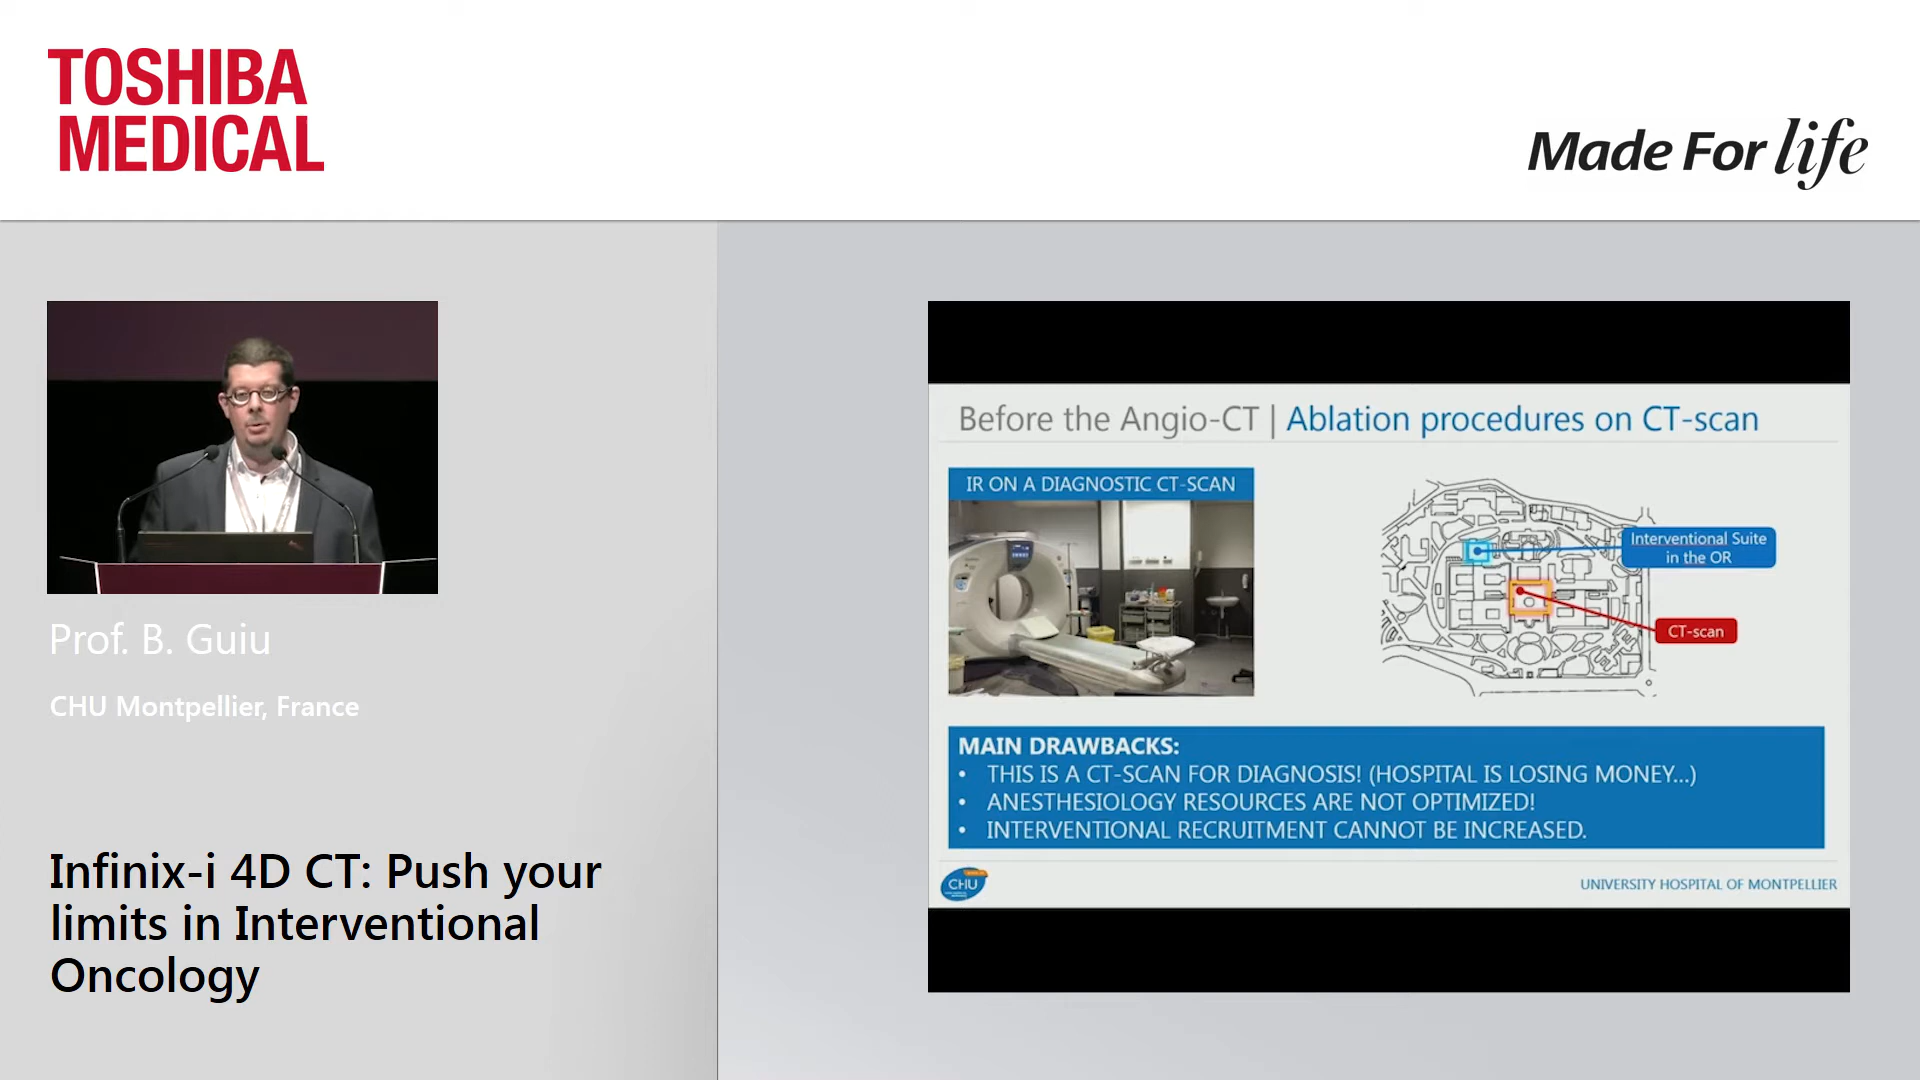 TOSHIBA
MEDICAL
Made For life
Prof. B. Guiu
CHU Montpellier, France
Infinix-i 4D CT: Push your
limits in Interventional
Oncology
Before the Angio-CT | Ablation procedures on CT-scan
IR ON A DIAGNOSTIC CT-SCAN
Interventional Suite
in the OR
CT-scan
MAIN DRAWBACKS:
• THIS IS A CT-SCAN FOR DIAGNOSIS! (HOSPITAL IS LOSING MONEY...)
• ANESTHESIOLOGY RESOURCES ARE NOT OPTIMIZED!
• INTERVENTIONAL RECRUITMENT CANNOT BE INCREASED.
CHU
UNIVERSITY HOSPITAL OF MONTPELLIER